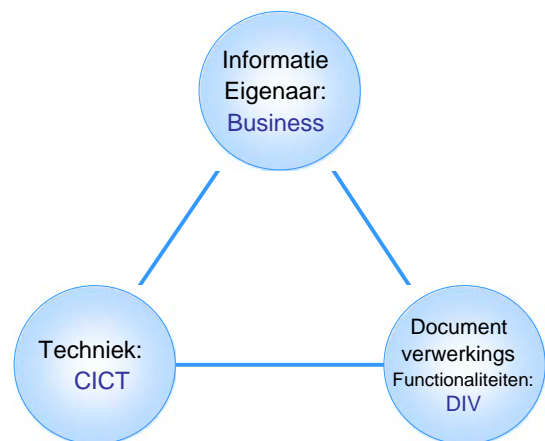 Informatie
Eigenaar:
Business
Techniek:
CICT
Document
verwerkings
Functionaliteiten:
DIV